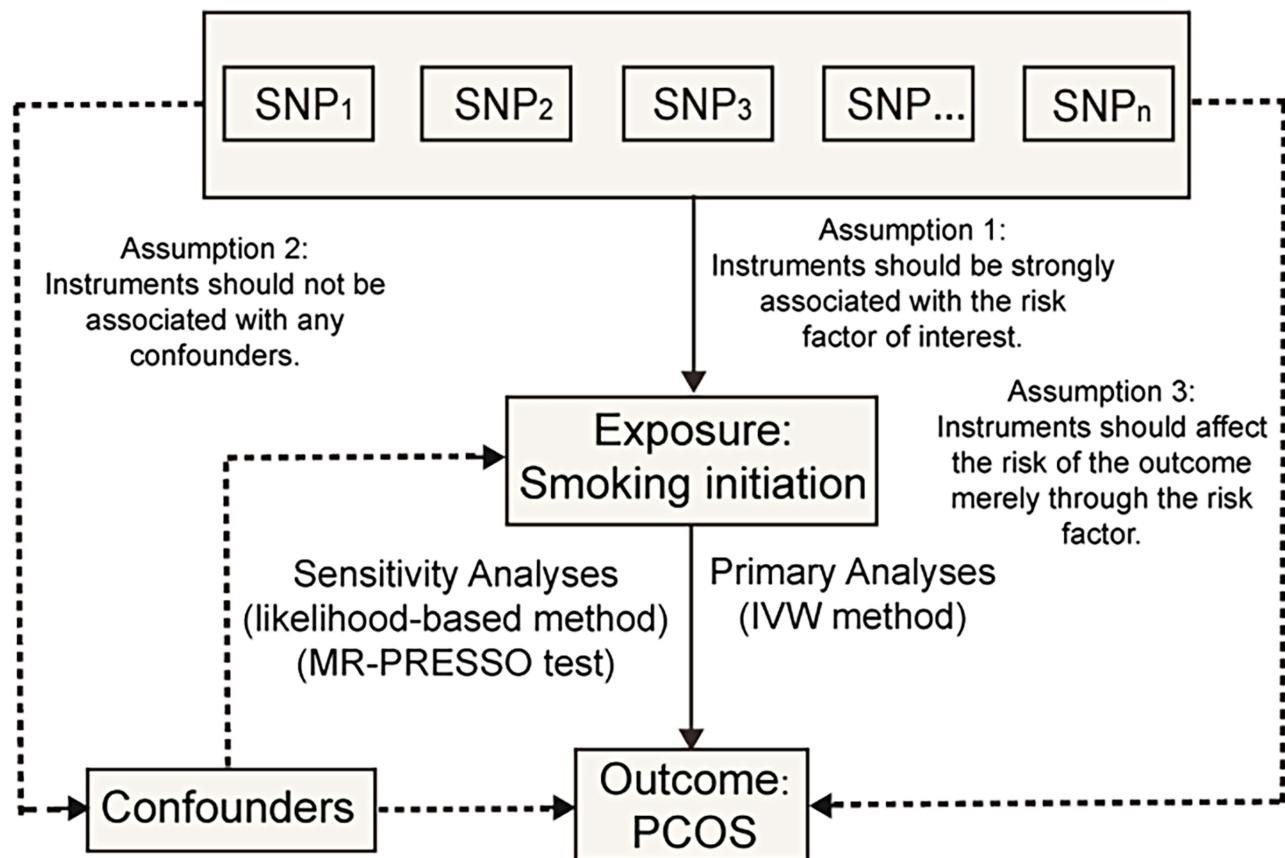 SNP1
SNP2
SNP3
SNP...
SNPn
Assumption 2:
Instruments should not be
associated with any
confounders.
Assumption 1:
Instruments should be strongly
associated with the risk
factor of interest.
Assumption 3:
Instruments should affect
the risk of the outcome
merely through the risk
factor.
Exposure:
Smoking initiation
Sensitivity Analyses
(likelihood-based method)
(MR-PRESSO test)
Primary Analyses
(IVW method)
Confounders
Outcome:
PCOS